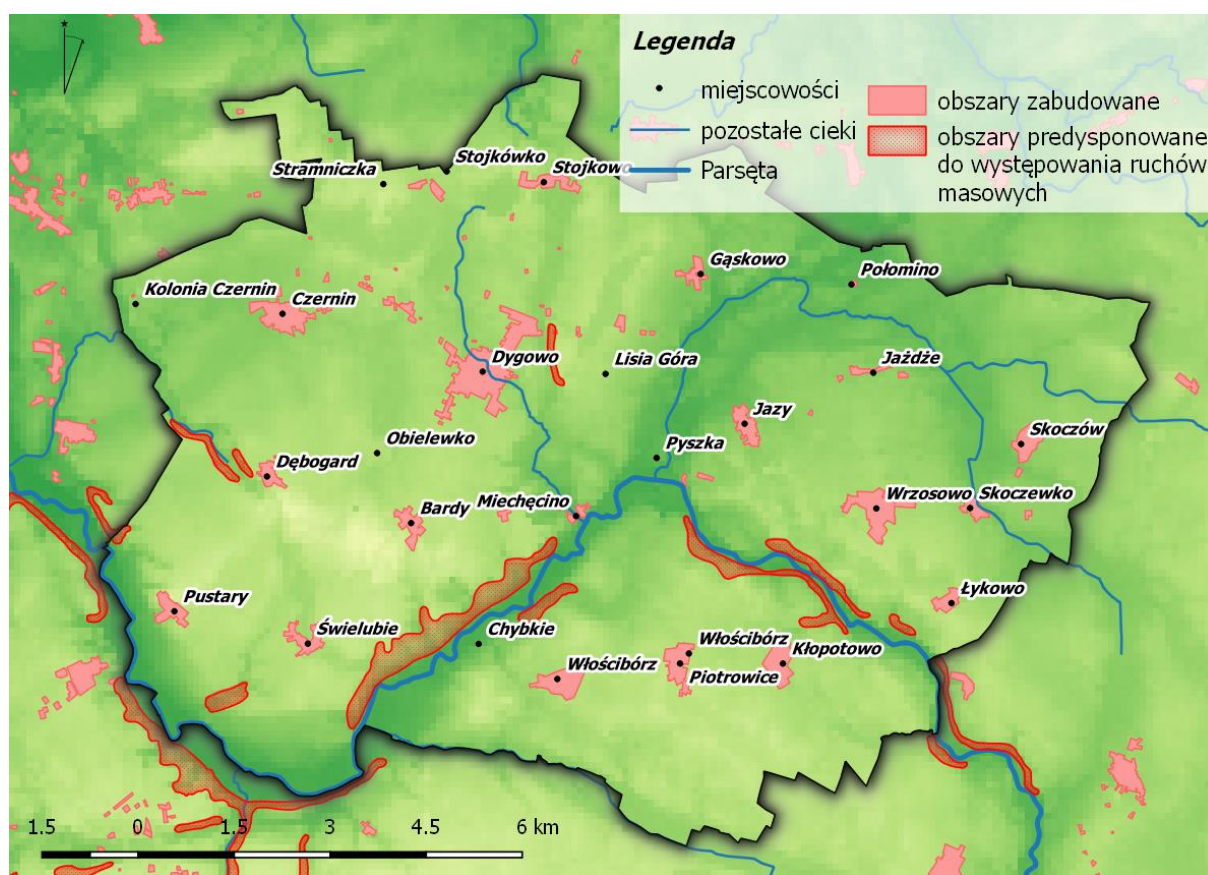 Legenda
miejscowości
pozostałe cieki
Parsęta
obszary zabudowane
obszary predysponowane
do występowania ruchów
masowych
Stramniczka
Stojkówko
Stojkowo
Gąskowo
Połomino
Kolonia Czernin
Czernin
Dygowo
Lisia Góra
Jażdże
Jazy
Skoczów
Obielewko
Pyszka
Dębogard
Bardy
Miechęcino
Wrzosowo
Skoczewko
Pustary
Świelubie
Chybkie
Łykowo
Włościbórz
Włościbórz
Piotrowice
Kłopotowo
1.5 0 1.5 3 4.5 6 km